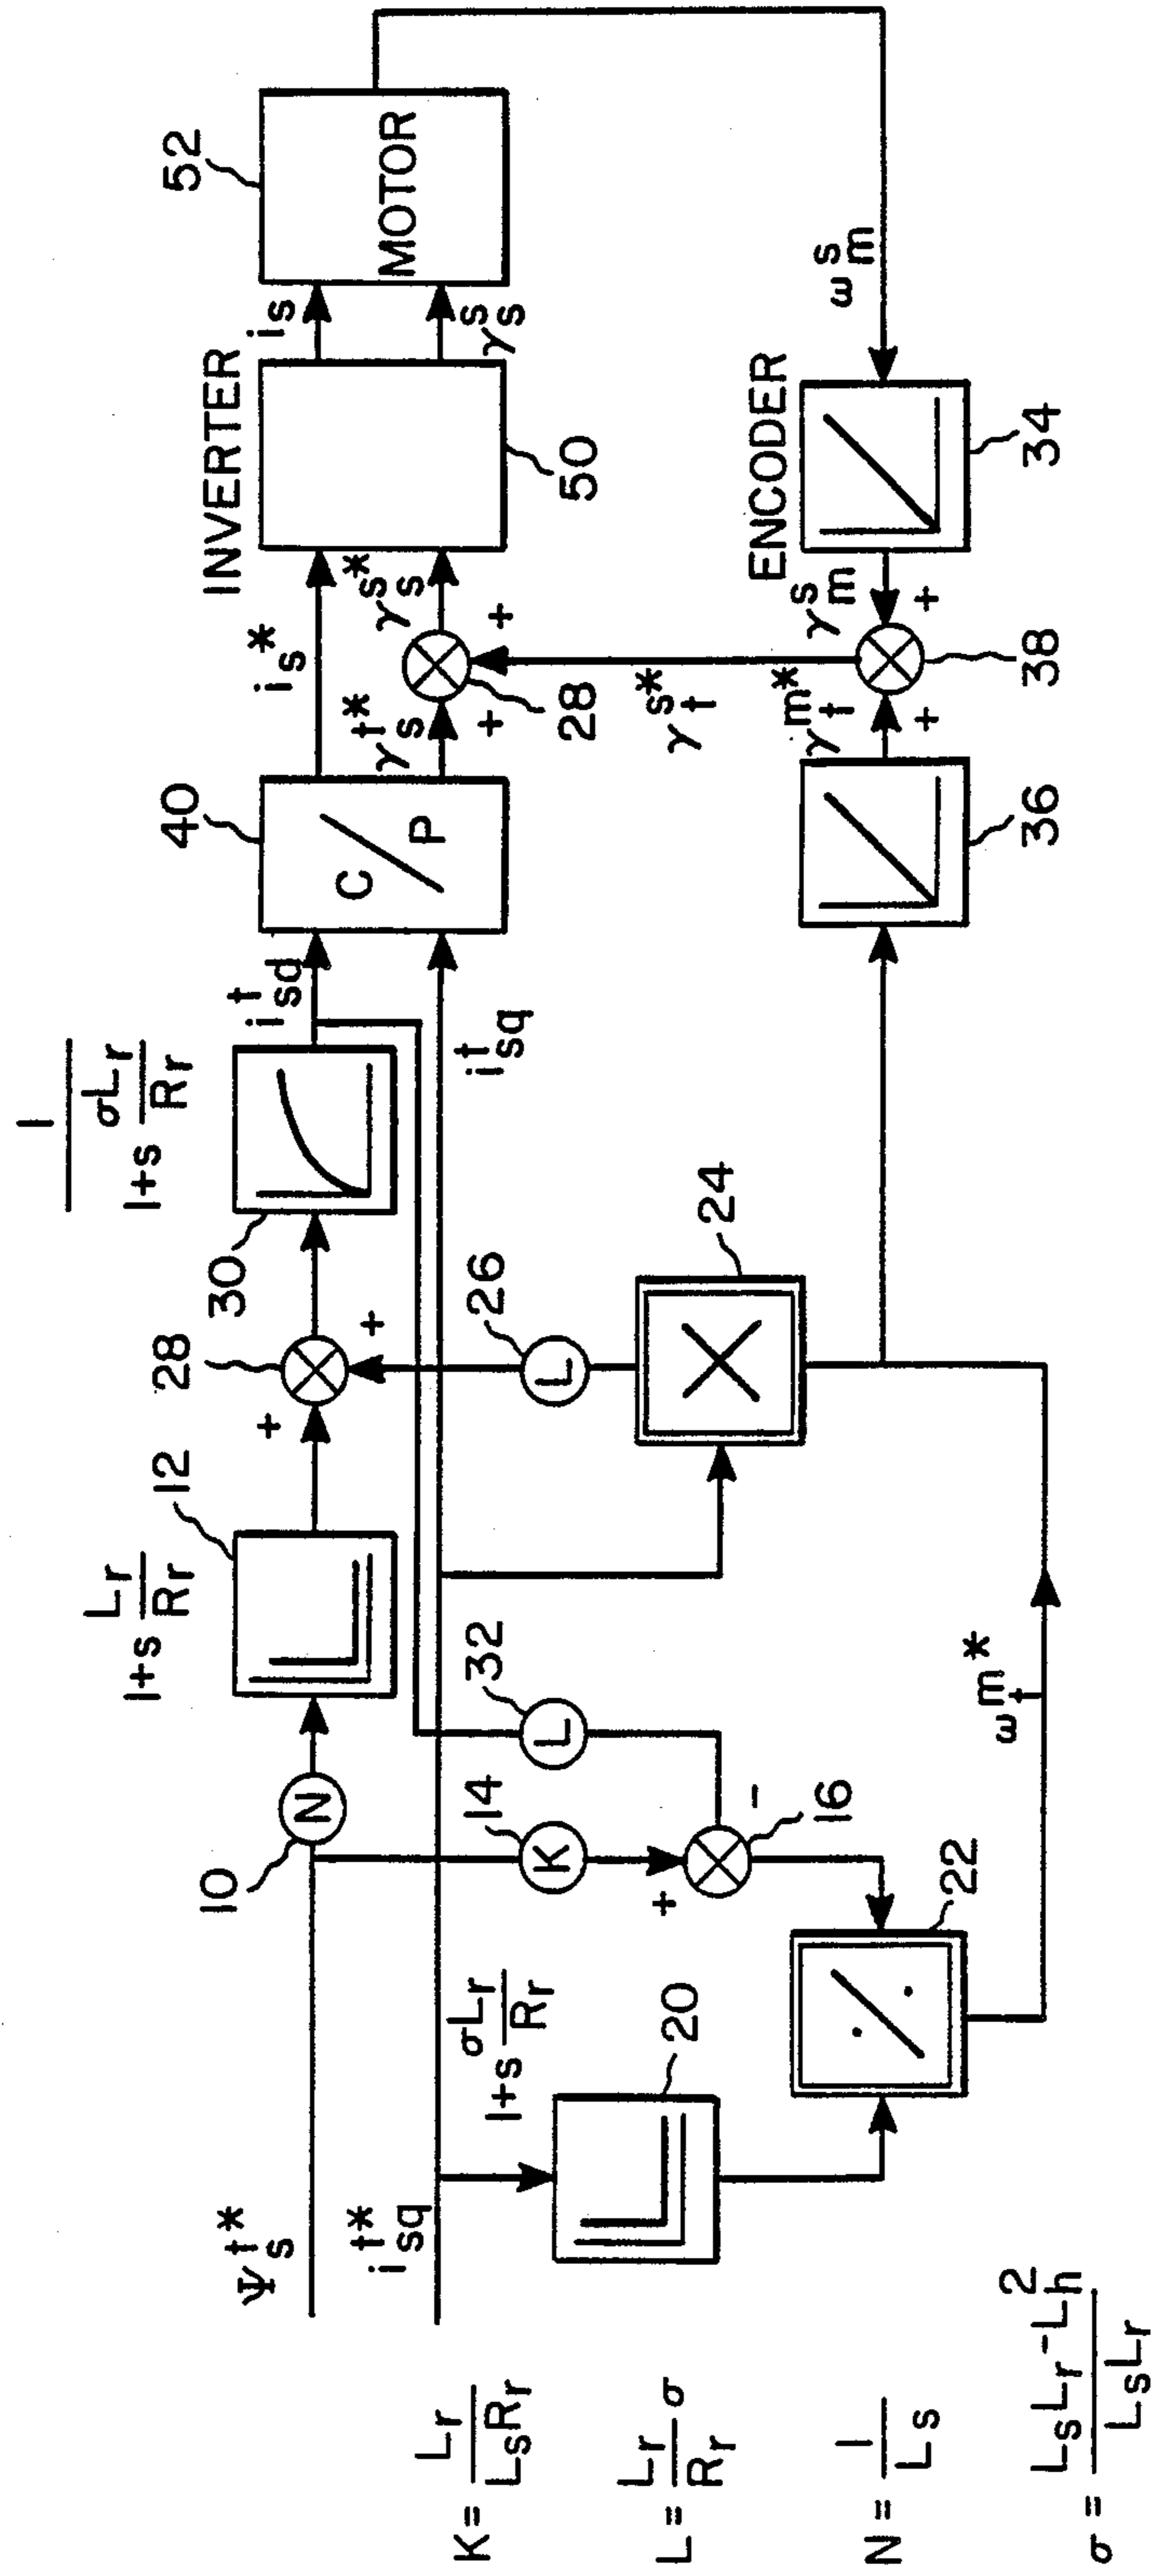 Ψ_s^t*
i_sq^t*
10
N
1+s L_r/R_r
12
+
28
+
30
1/(1+s σL_r/R_r)
i_sd^t
i_sq^t
40
C/P
i_s*
γ_s^t*
+
28
+
γ_s^s*
INVERTER
50
i_s
γ_s^s
52
MOTOR
1+s σL_r/R_r
20
14
K
32
L
+
-
16
22
ω_t^m*
26
L
24
36
γ_t^m*
+
38
+
γ_t^s*
γ_m^s
ENCODER
34
ω_m^s
K = L_r/(L_s R_r)
L = L_r/R_r σ
N = 1/L_s
σ = (L_s L_r - L_h^2)/(L_s L_r)